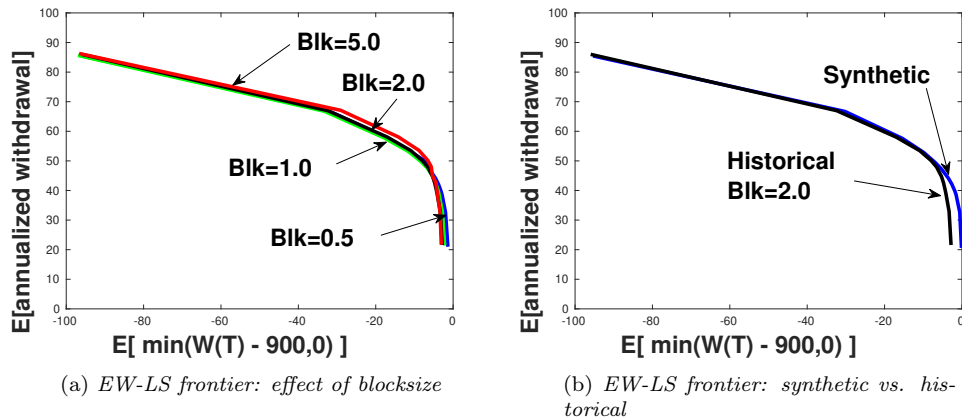 100
90
80
70
60
50
40
30
20
10
0
-100
-80
-60
-40
-20
0
E[annualized withdrawal]
E[ min(W(T) - 900,0) ]
Blk=5.0
Blk=2.0
Blk=1.0
Blk=0.5
(a) EW-LS frontier: effect of blocksize
100
90
80
70
60
50
40
30
20
10
0
-100
-80
-60
-40
-20
0
E[annualized withdrawal]
E[ min(W(T) - 900,0) ]
Synthetic
Historical
Blk=2.0
(b) EW-LS frontier: synthetic vs. his-
torical